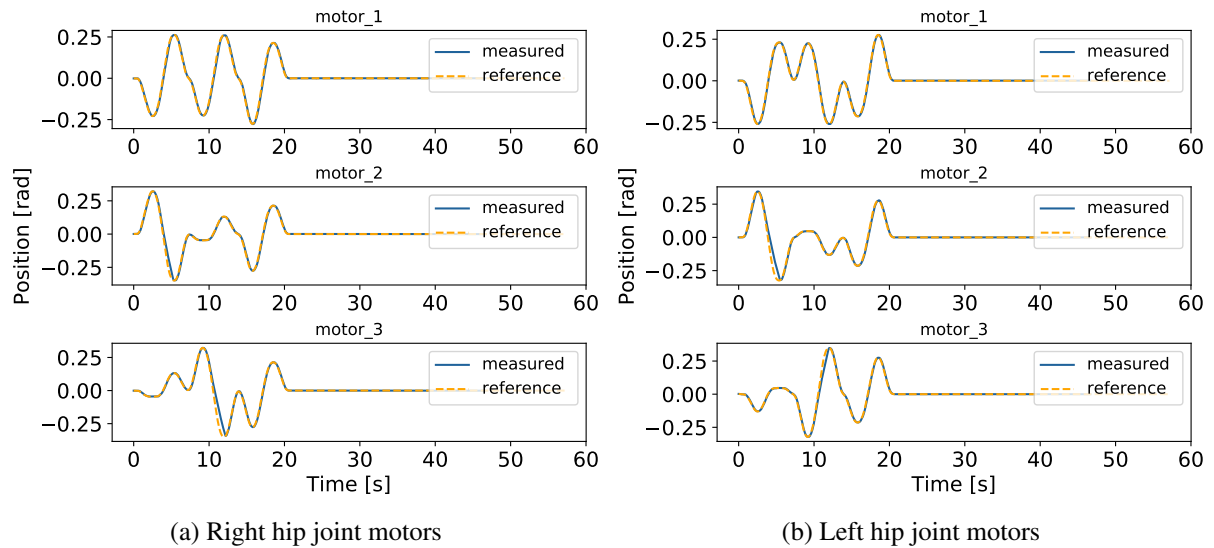 motor_1
0.25
0.00
−0.25
measured
reference
0 10 20 30 40 50 60
motor_2
0.25
0.00
−0.25
measured
reference
0 10 20 30 40 50 60
motor_3
0.25
0.00
−0.25
measured
reference
0 10 20 30 40 50 60
Position [rad]
Time [s]
(a) Right hip joint motors
motor_1
0.25
0.00
−0.25
measured
reference
0 10 20 30 40 50 60
motor_2
0.25
0.00
−0.25
measured
reference
0 10 20 30 40 50 60
motor_3
0.25
0.00
−0.25
measured
reference
0 10 20 30 40 50 60
Position [rad]
Time [s]
(b) Left hip joint motors